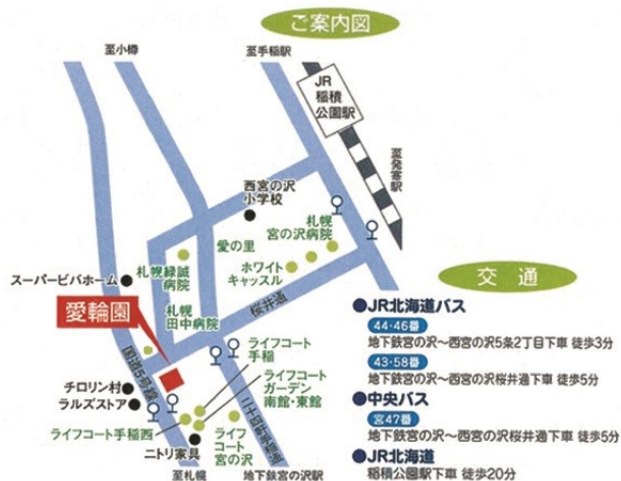 ご案内図
至小樽
至手稲駅
JR
稲積
公園駅
至発寒駅
西宮の沢
小学校
札幌
宮の沢病院
愛の里
札幌緑誠
病院
ホワイト
キャッスル
スーパービバホーム
愛輪園
札幌
田中病院
桜井通
国道5号線
ライフコート
手稲
ライフコート
ガーデン
南館・東館
チロリン村
ラルズストア
ライフコート手稲西
ニトリ家具
ライフ
コート
宮の沢
二十四軒手稲通
至札幌
地下鉄宮の沢駅
交 通
●JR北海道バス
44・46番
地下鉄宮の沢～西宮の沢5条2丁目下車 徒歩3分
43・58番
地下鉄宮の沢～西宮の沢桜井通下車 徒歩5分
●中央バス
宮47番
地下鉄宮の沢～西宮の沢桜井通下車 徒歩5分
●JR北海道
稲積公園駅下車 徒歩20分